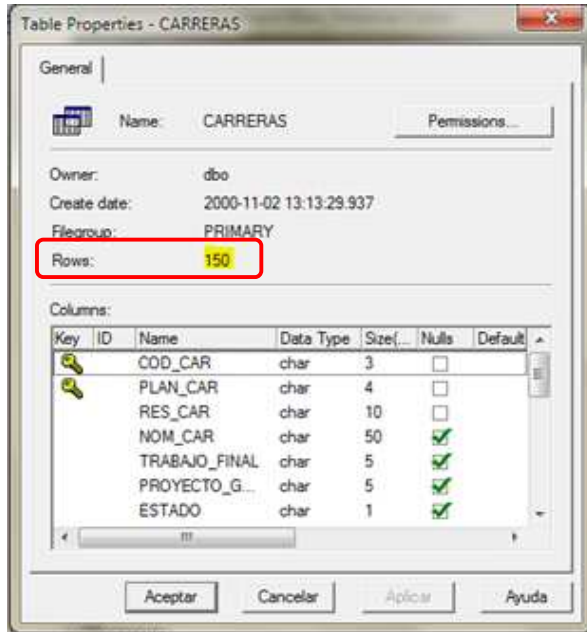 Table Properties - CARRERAS
General
Name: CARRERAS Permissions...
Owner: dbo
Create date: 2000-11-02 13:13:29.937
Filegroup: PRIMARY
Rows: 150
Columns:
Key ID Name Data Type Size(... Nulls Default
COD_CAR char 3
PLAN_CAR char 4
RES_CAR char 10
NOM_CAR char 50
TRABAJO_FINAL char 5
PROYECTO_G... char 5
ESTADO char 1
Aceptar Cancelar Aplicar Ayuda